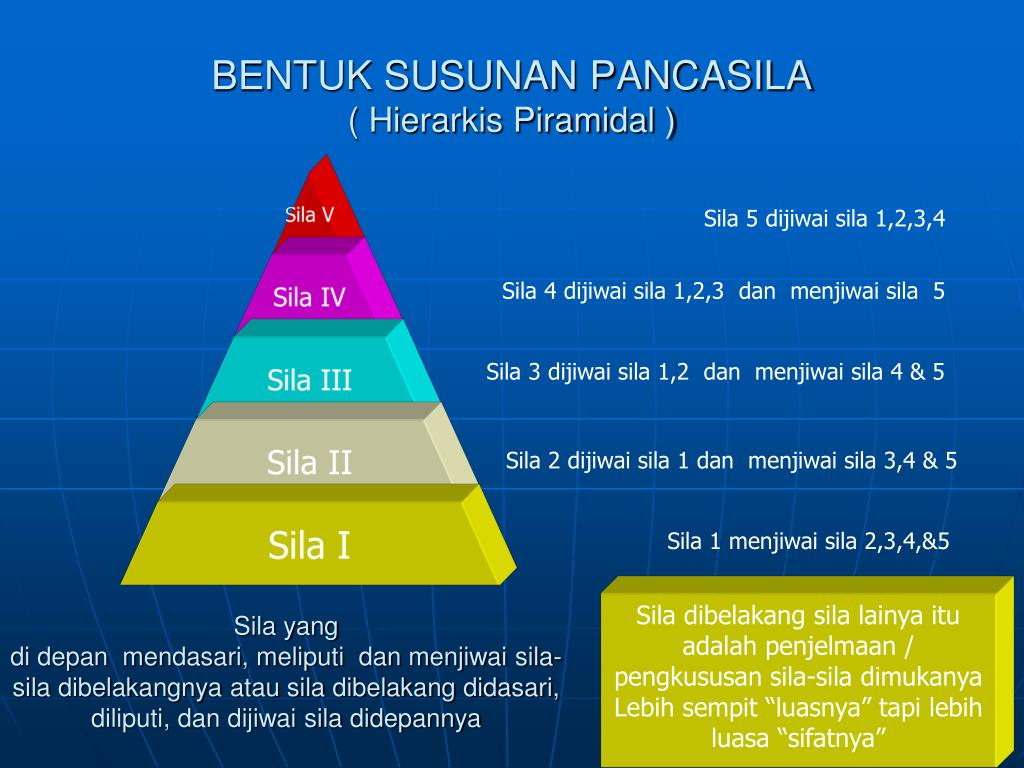 BENTUK SUSUNAN PANCASILA
( Hierarkis Piramidal )
Sila V
Sila 5 dijiwai sila 1,2,3,4
Sila IV
Sila 4 dijiwai sila 1,2,3  dan  menjiwai sila  5
Sila III
Sila 3 dijiwai sila 1,2  dan  menjiwai sila 4 & 5
Sila II
Sila 2 dijiwai sila 1 dan  menjiwai sila 3,4 & 5
Sila I
Sila 1 menjiwai sila 2,3,4,&5
Sila yang
di depan  mendasari, meliputi  dan menjiwai sila-
sila dibelakangnya atau sila dibelakang didasari,
diliputi, dan dijiwai sila didepannya
Sila dibelakang sila lainya itu
adalah penjelmaan /
pengkususan sila-sila dimukanya
Lebih sempit “luasnya” tapi lebih
luasa “sifatnya”